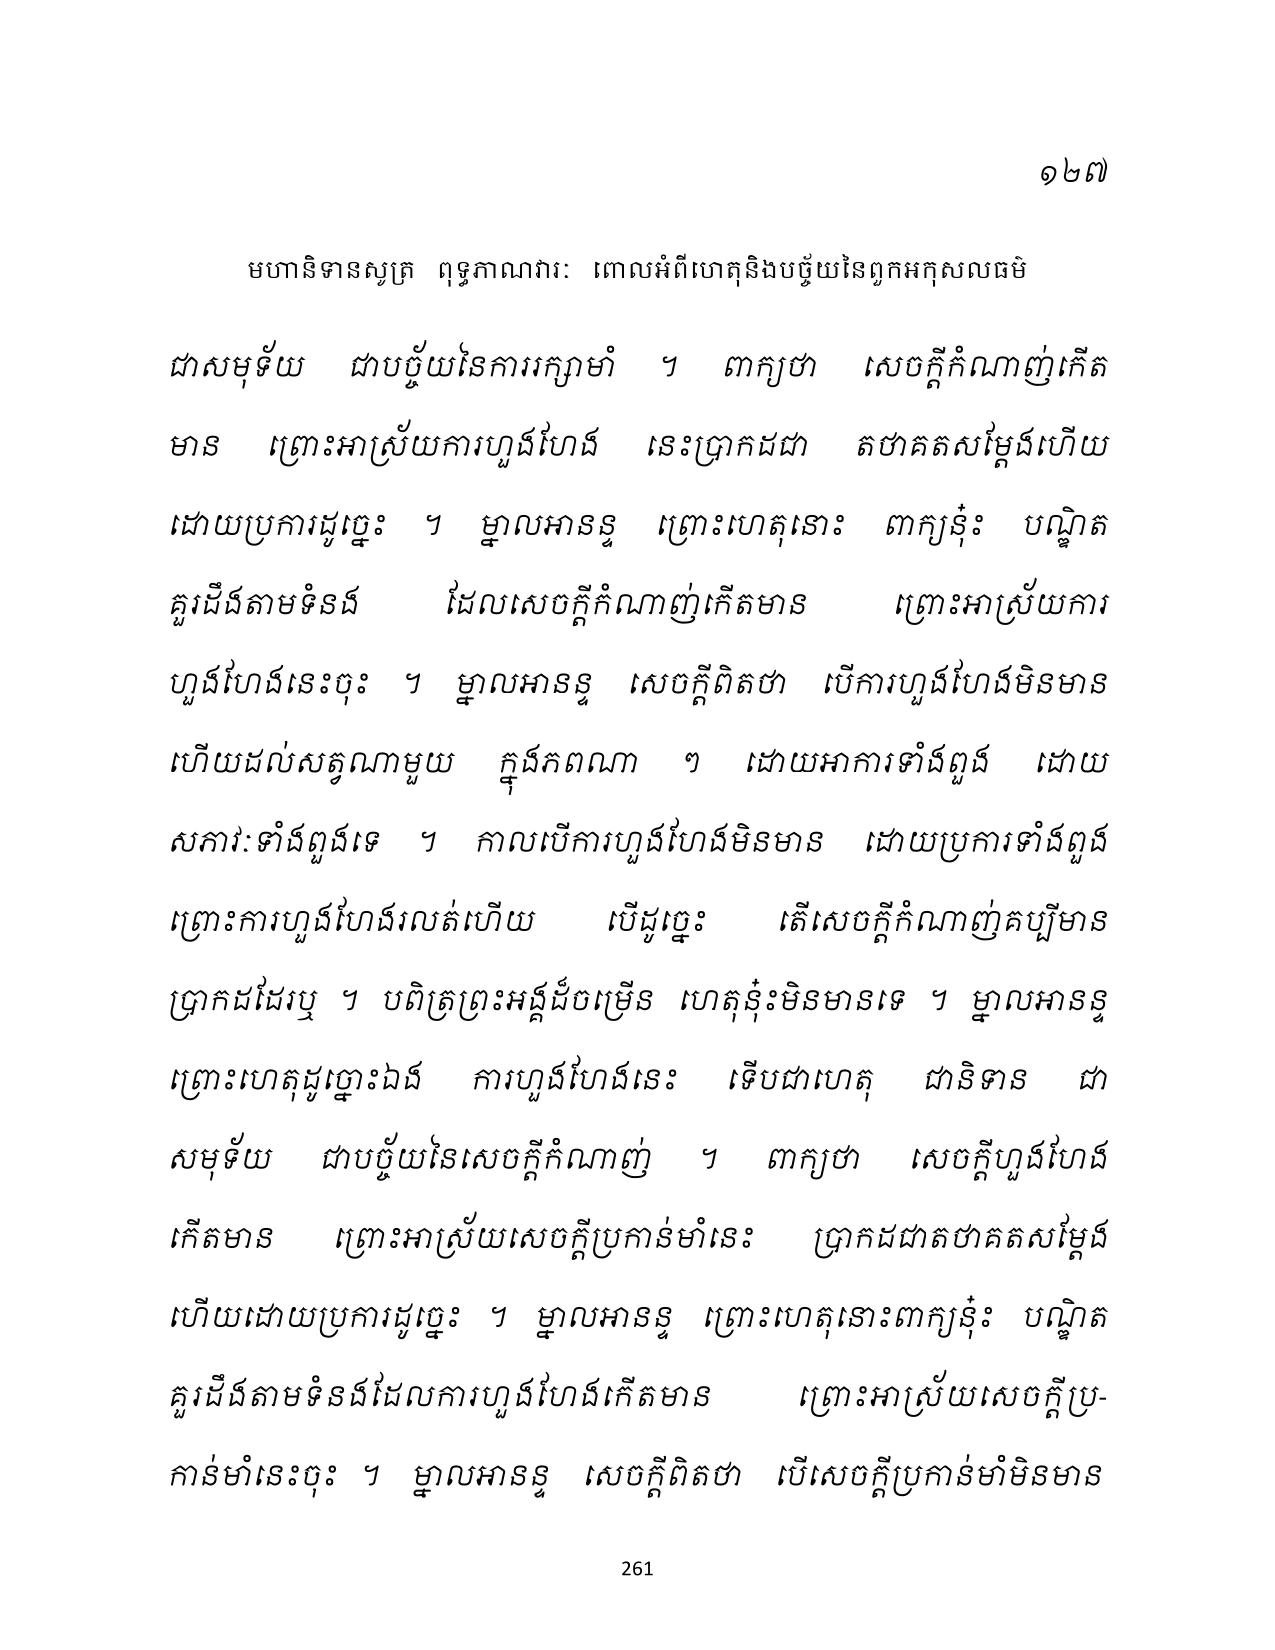 ១២៧
មហានិទានសូត្រ ពុទ្ធភាណវារៈ ពោលអំពីហេតុនិងបច្ច័យនៃពួកអកុសលធម៌
ជាសមុទ័យ ជាបច្ច័យនៃការរក្សាមាំ ។ ពាក្យថា សេចក្តីកំណាញ់កើត
មាន ព្រោះអាស្រ័យការហួងហែង នេះប្រាកដជា តថាគតសម្តែងហើយ
ដោយប្រការដូច្នេះ ។ ម្នាលអានន្ទ ព្រោះហេតុនោះ ពាក្យនុ៎ះ បណ្ឌិត
គួរដឹងតាមទំនង ដែលសេចក្តីកំណាញ់កើតមាន ព្រោះអាស្រ័យការ
ហួងហែងនេះចុះ ។ ម្នាលអានន្ទ សេចក្តីពិតថា បើការហួងហែងមិនមាន
ហើយដល់សត្វណាមួយ ក្នុងភពណា ៗ ដោយអាការទាំងពួង ដោយ
សភាវៈទាំងពួងទេ ។ កាលបើការហួងហែងមិនមាន ដោយប្រការទាំងពួង
ព្រោះការហួងហែងរលត់ហើយ បើដូច្នេះ តើសេចក្តីកំណាញ់គប្បីមាន
ប្រាកដដែរឬ ។ បពិត្រព្រះអង្គដ៏ចម្រើន ហេតុនុ៎ះមិនមានទេ ។ ម្នាលអានន្ទ
ព្រោះហេតុដូច្នោះឯង ការហួងហែងនេះ ទើបជាហេតុ ជានិទាន ជា
សមុទ័យ ជាបច្ច័យនៃសេចក្តីកំណាញ់ ។ ពាក្យថា សេចក្តីហួងហែង
កើតមាន ព្រោះអាស្រ័យសេចក្តីប្រកាន់មាំនេះ ប្រាកដជាតថាគតសម្តែង
ហើយដោយប្រការដូច្នេះ ។ ម្នាលអានន្ទ ព្រោះហេតុនោះពាក្យនុ៎ះ បណ្ឌិត
គួរដឹងតាមទំនងដែលការហួងហែងកើតមាន ព្រោះអាស្រ័យសេចក្តីប្រ-
កាន់មាំនេះចុះ ។ ម្នាលអានន្ទ សេចក្តីពិតថា បើសេចក្តីប្រកាន់មាំមិនមាន
261